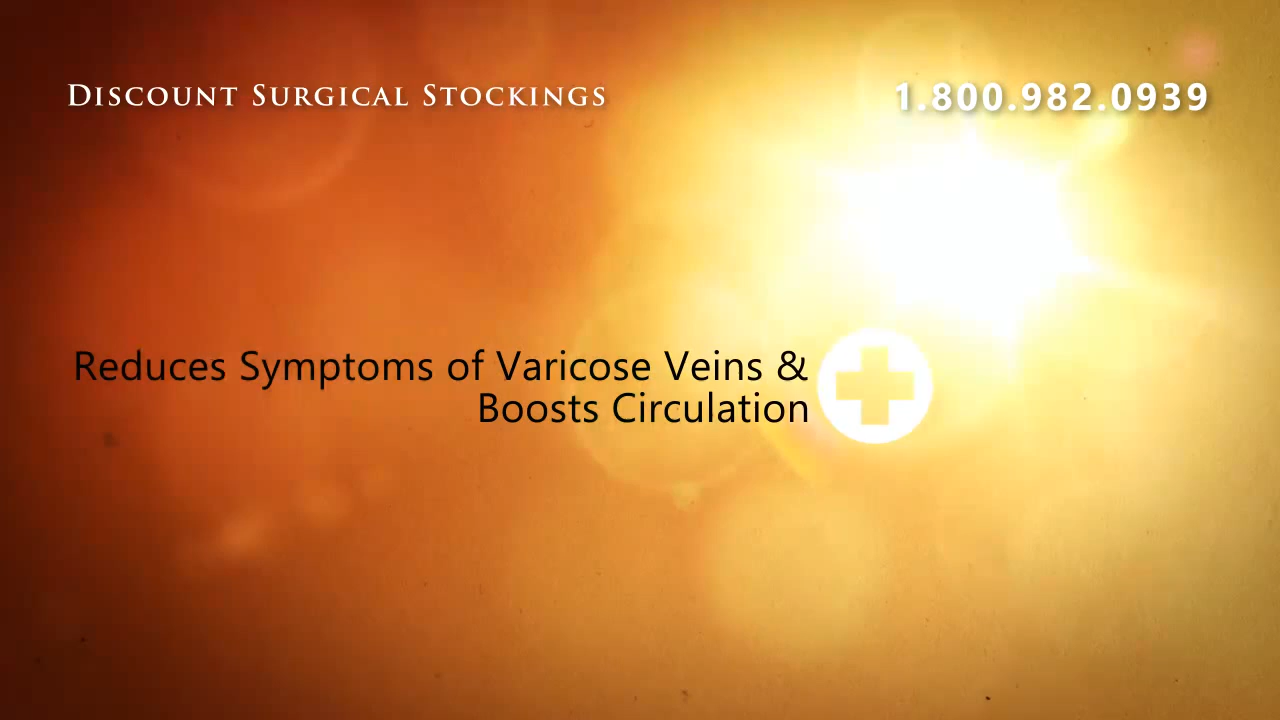 Discount Surgical Stockings
1.800.982.0939
Reduces Symptoms of Varicose Veins &
Boosts Circulation